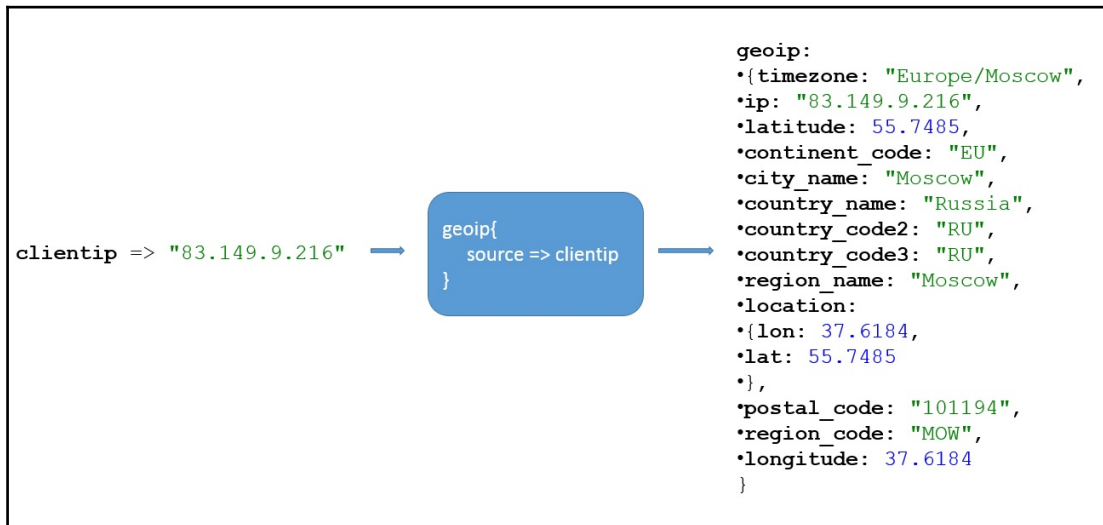 clientip => "83.149.9.216"
geoip{
source => clientip
}
geoip:
•{timezone: "Europe/Moscow",
•ip: "83.149.9.216",
•latitude: 55.7485,
•continent_code: "EU",
•city_name: "Moscow",
•country_name: "Russia",
•country_code2: "RU",
•country_code3: "RU",
•region_name: "Moscow",
•location:
•{lon: 37.6184,
•lat: 55.7485
•},
•postal_code: "101194",
•region_code: "MOW",
•longitude: 37.6184
}